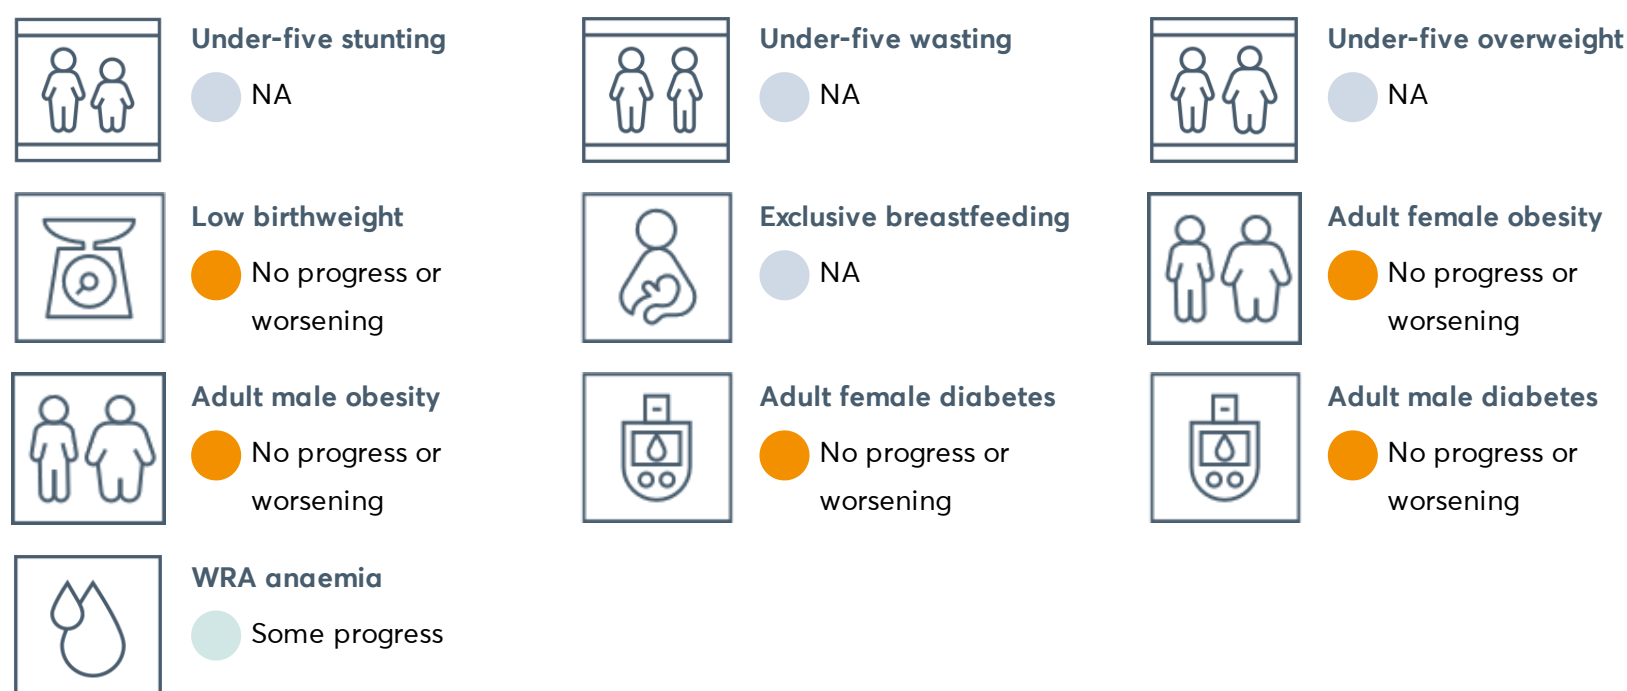 Under-five stunting
NA
Under-five wasting
NA
Under-five overweight
NA
Low birthweight
No progress or
worsening
Exclusive breastfeeding
NA
Adult female obesity
No progress or
worsening
Adult male obesity
No progress or
worsening
Adult female diabetes
No progress or
worsening
Adult male diabetes
No progress or
worsening
WRA anaemia
Some progress